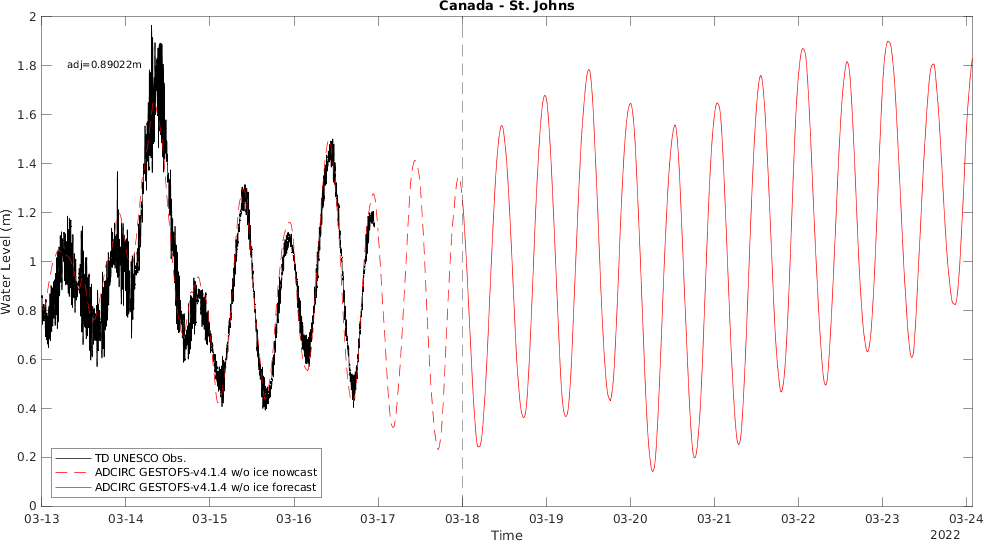 Canada - St. Johns
adj=0.89022m
Water Level (m)
2
1.8
1.6
1.4
1.2
1
0.8
0.6
0.4
0.2
0
TD UNESCO Obs.
ADCIRC GESTOFS-v4.1.4 w/o ice nowcast
ADCIRC GESTOFS-v4.1.4 w/o ice forecast
03-13 03-14 03-15 03-16 03-17 03-18 03-19 03-20 03-21 03-22 03-23 03-24
Time
2022